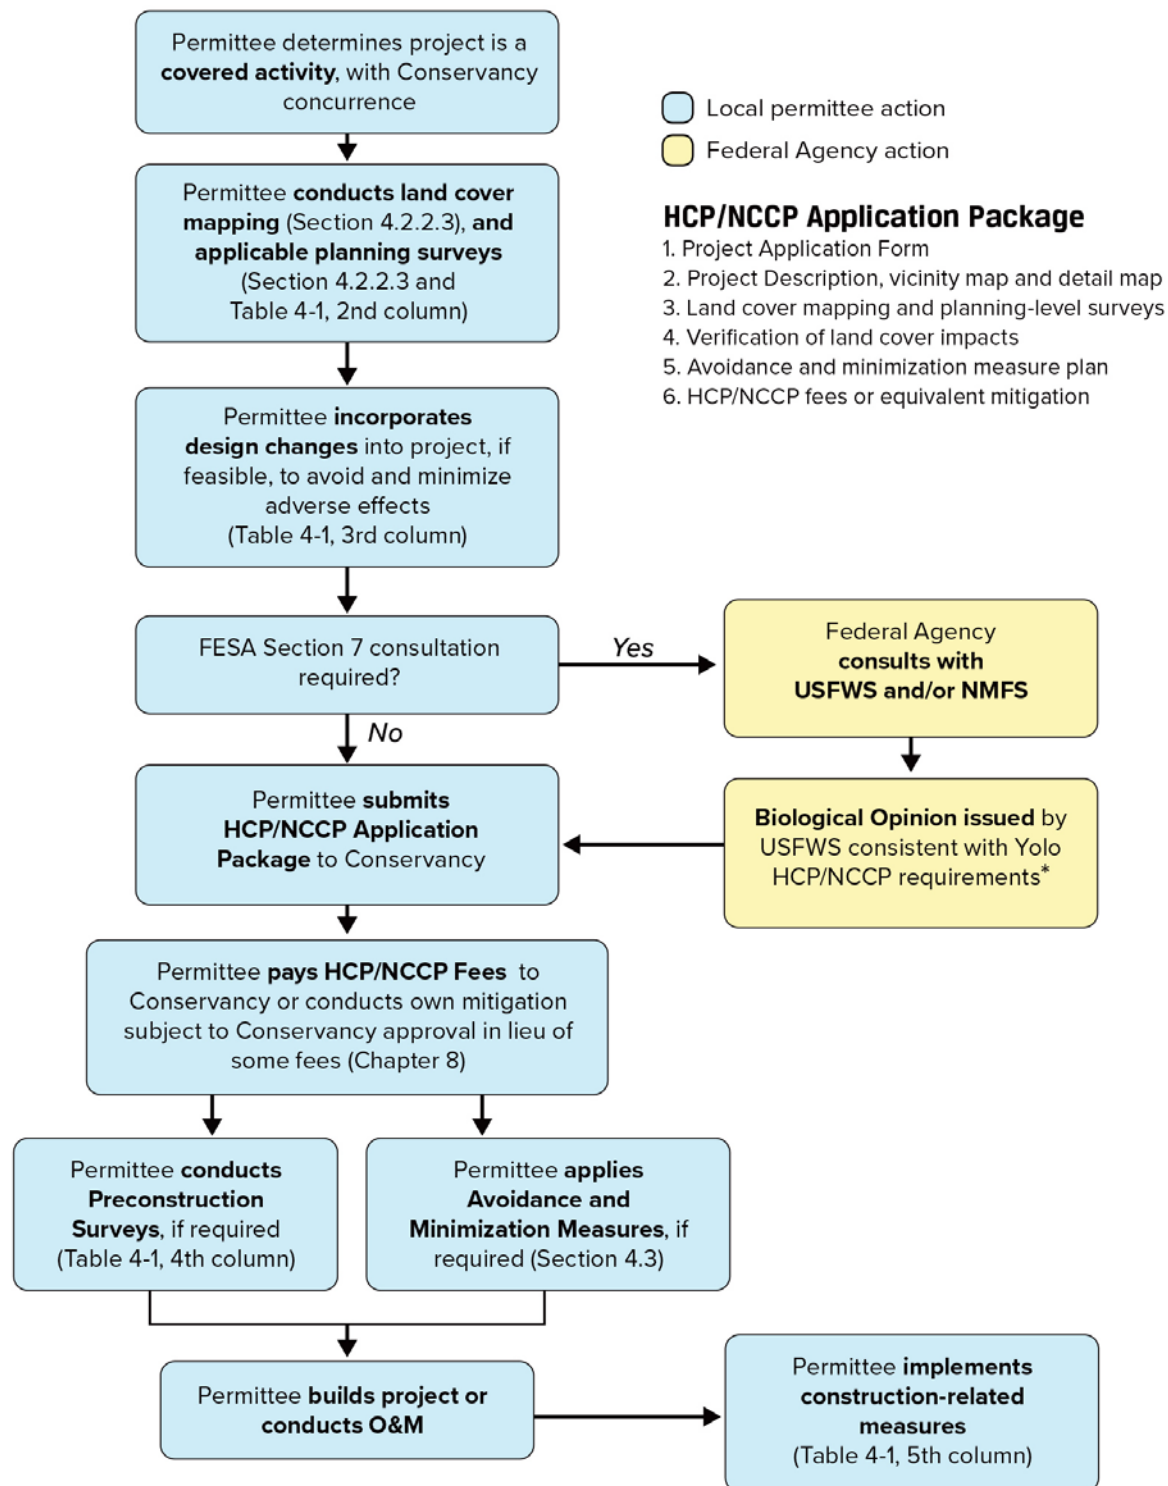 Permittee determines project is a
covered activity, with Conservancy
concurrence
Local permittee action
Federal Agency action
HCP/NCCP Application Package
1. Project Application Form
2. Project Description, vicinity map and detail map
3. Land cover mapping and planning-level surveys
4. Verification of land cover impacts
5. Avoidance and minimization measure plan
6. HCP/NCCP fees or equivalent mitigation
Permittee conducts land cover
mapping (Section 4.2.2.3), and
applicable planning surveys
(Section 4.2.2.3 and
Table 4-1, 2nd column)
Permittee incorporates
design changes into project, if
feasible, to avoid and minimize
adverse effects
(Table 4-1, 3rd column)
FESA Section 7 consultation
required?
Yes
Federal Agency
consults with
USFWS and/or NMFS
No
Biological Opinion issued by
USFWS consistent with Yolo
HCP/NCCP requirements*
Permittee submits
HCP/NCCP Application
Package to Conservancy
Permittee pays HCP/NCCP Fees to
Conservancy or conducts own mitigation
subject to Conservancy approval in lieu of
some fees (Chapter 8)
Permittee conducts
Preconstruction
Surveys, if required
(Table 4-1, 4th column)
Permittee applies
Avoidance and
Minimization Measures, if
required (Section 4.3)
Permittee builds project or
conducts O&M
Permittee implements
construction-related
measures
(Table 4-1, 5th column)